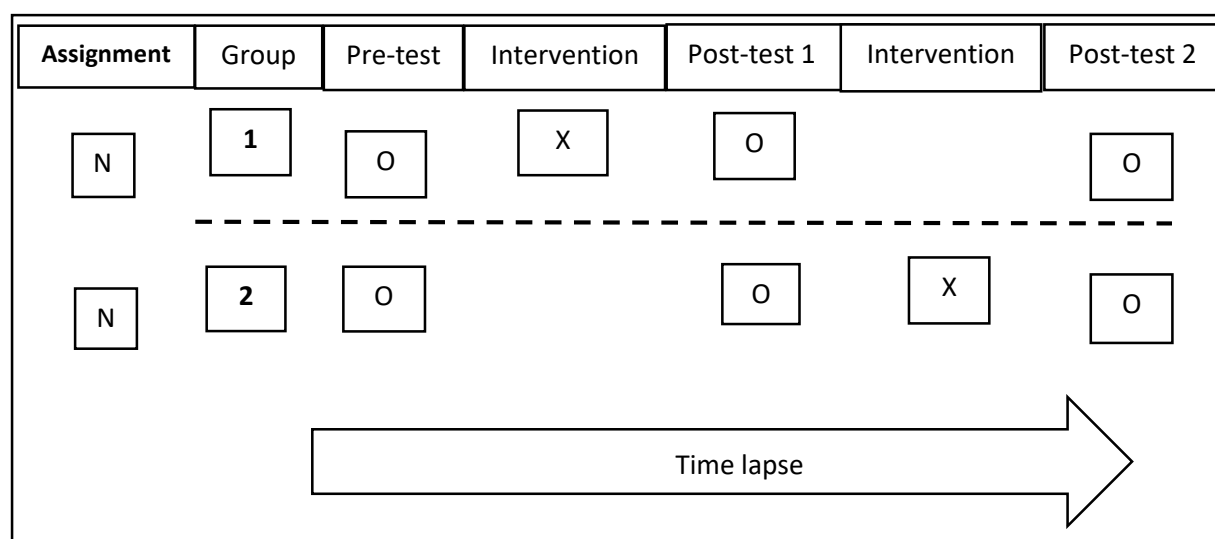 Assignment Group Pre-test Intervention Post-test 1 Intervention Post-test 2
N 1 O X O O
N 2 O O X O
Time lapse